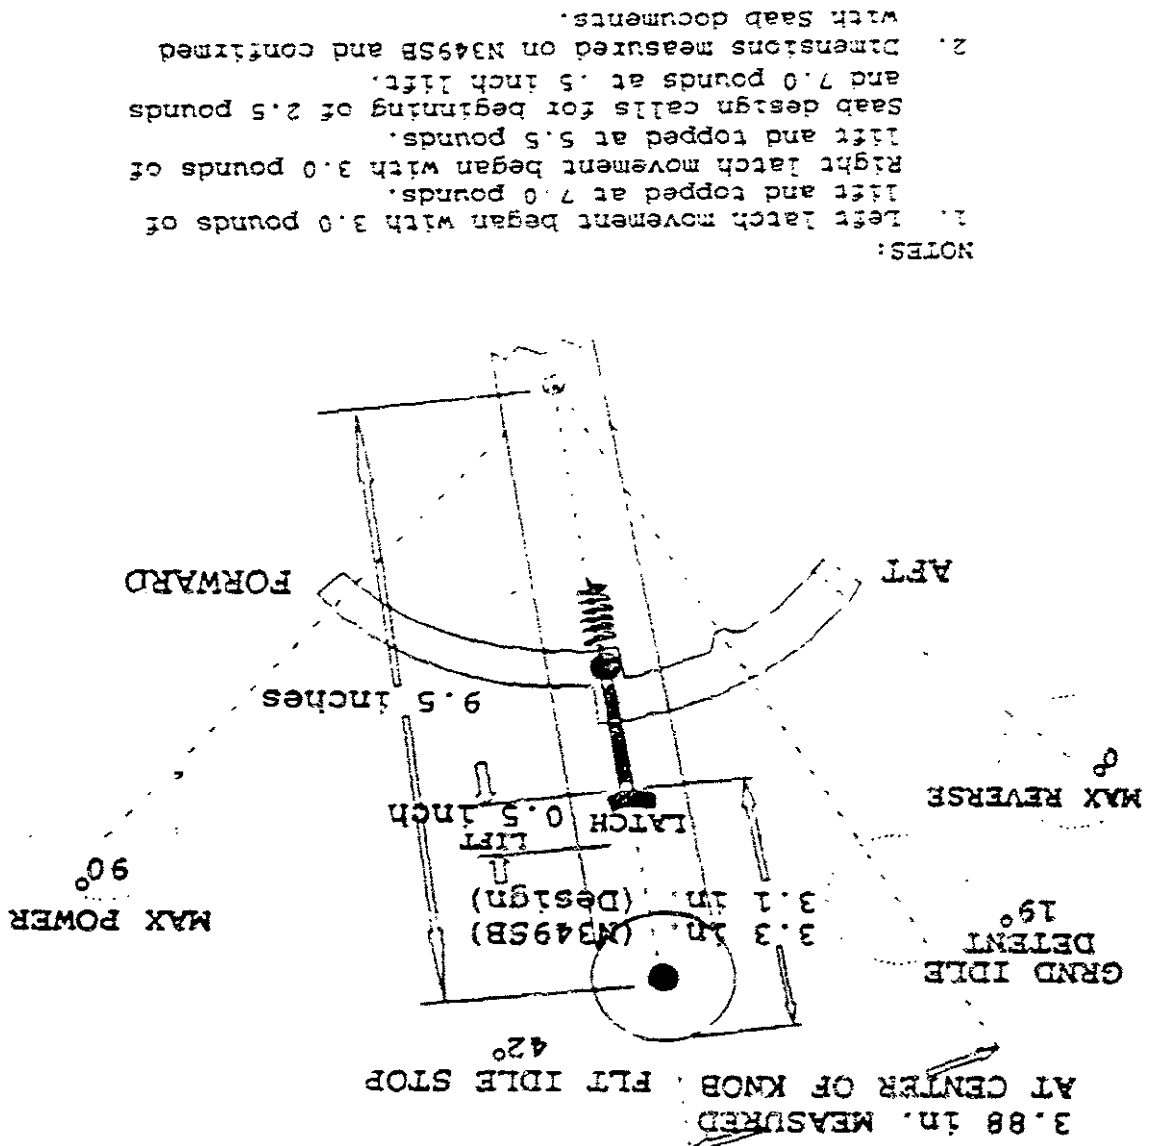 3.88 in. MEASURED
AT CENTER OF KNOB
FLT IDLE STOP
42°
GRND IDLE
DETENT
19°
MAX REVERSE
0°
MAX POWER
90°
3.3 in. (N349SB)
3.1 in. (Design)
LIFT
0.5 inch
LATCH
9.5 inches
AFT
FORWARD
NOTES:
1. Left latch movement began with 3.0 pounds of
lift and topped at 7.0 pounds.
Right latch movement began with 3.0 pounds of
lift and topped at 5.5 pounds.
Saab design calls for beginning of 2.5 pounds
and 7.0 pounds at .5 inch lift.
2. Dimensions measured on N349SB and confirmed
with Saab documents.